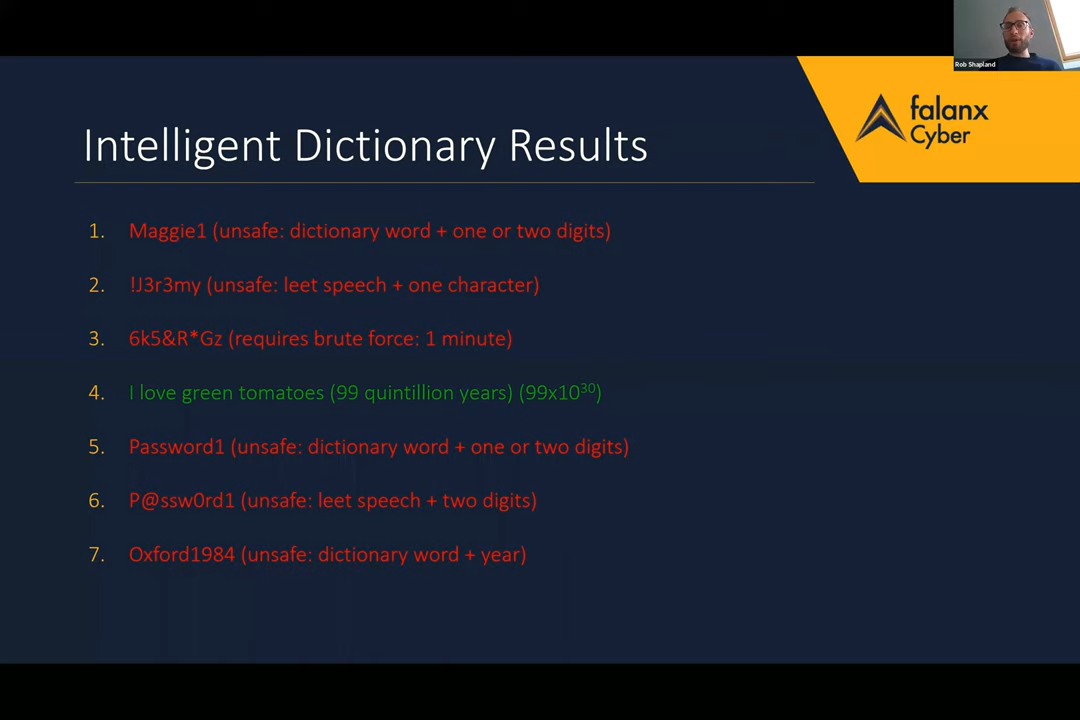 Rob Shapland
falanx
Cyber
Intelligent Dictionary Results
1. Maggie1 (unsafe: dictionary word + one or two digits)
2. !J3r3my (unsafe: leet speech + one character)
3. 6k5&R*Gz (requires brute force: 1 minute)
4. I love green tomatoes (99 quintillion years) (99x10³⁰)
5. Password1 (unsafe: dictionary word + one or two digits)
6. P@ssw0rd1 (unsafe: leet speech + two digits)
7. Oxford1984 (unsafe: dictionary word + year)